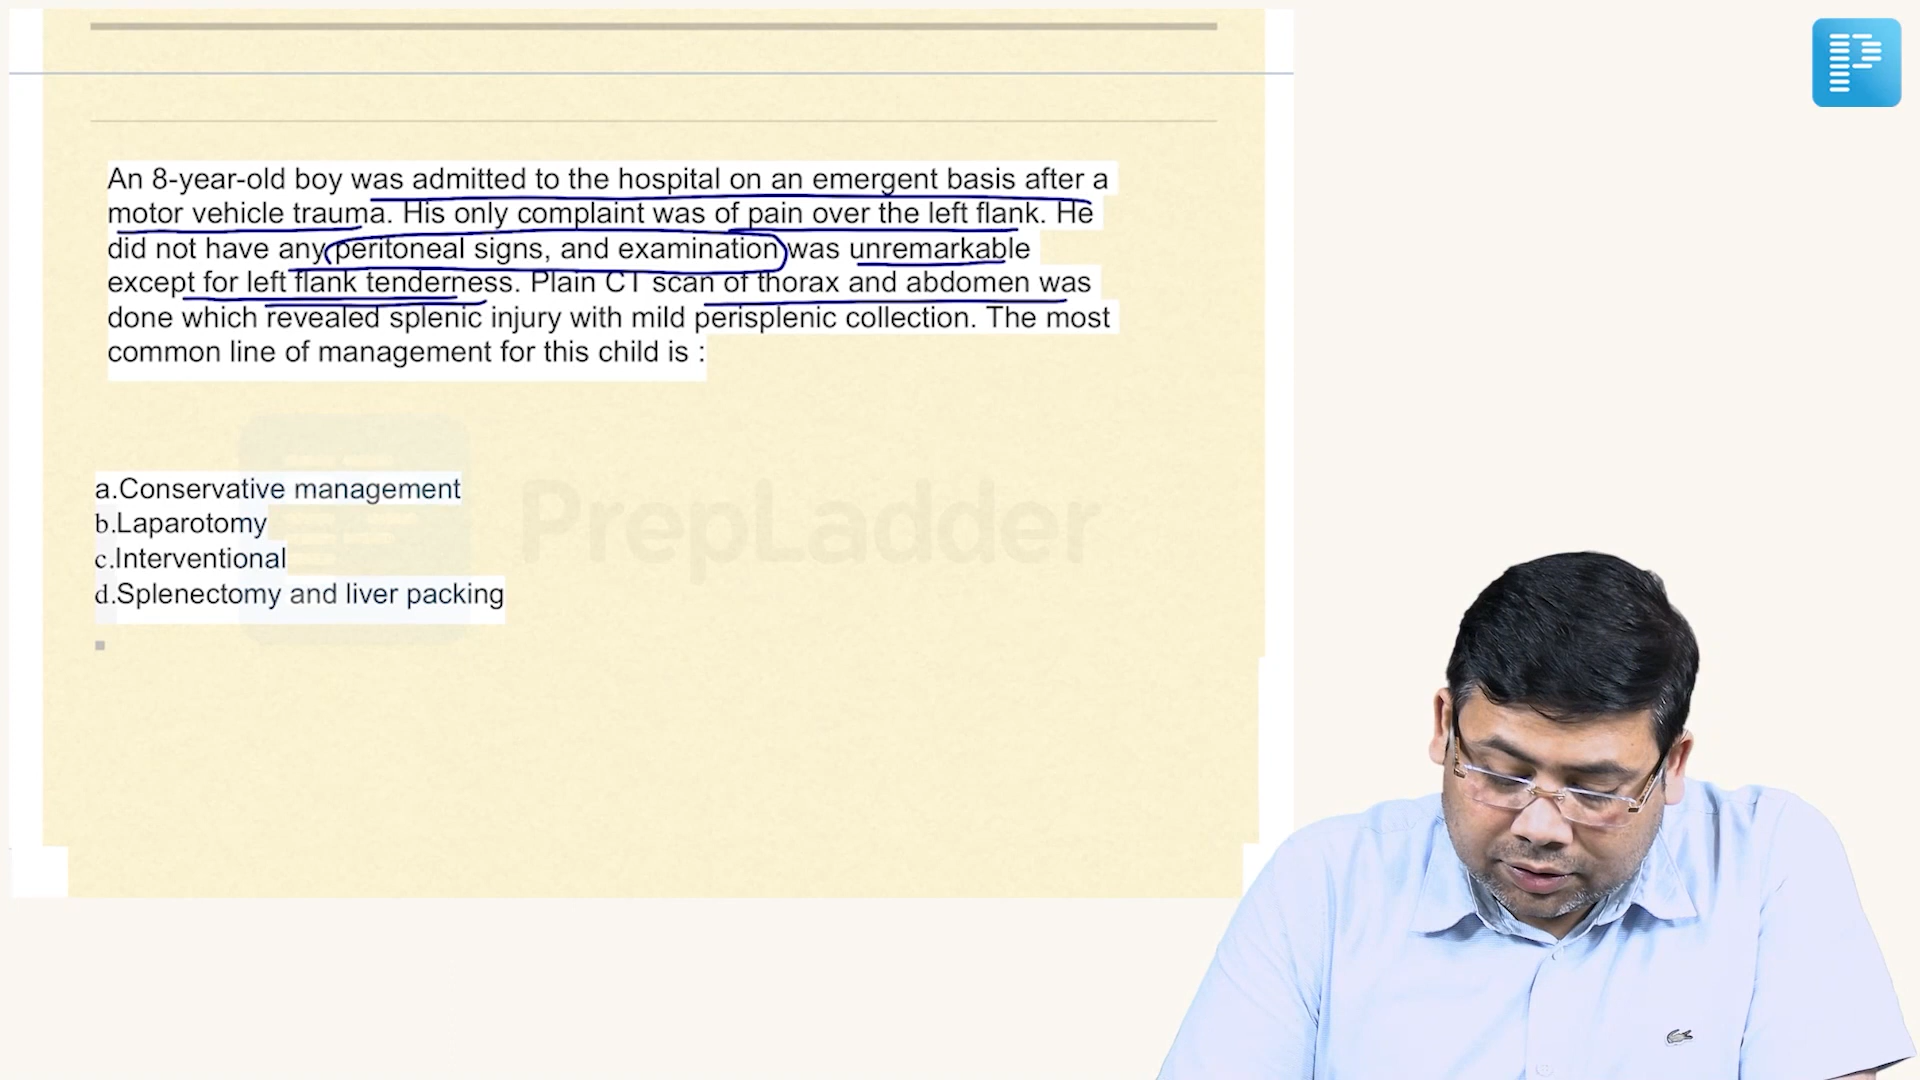 An 8-year-old boy was admitted to the hospital on an emergent basis after a
motor vehicle trauma. His only complaint was of pain over the left flank. He
did not have any peritoneal signs, and examination was unremarkable
except for left flank tenderness. Plain CT scan of thorax and abdomen was
done which revealed splenic injury with mild perisplenic collection. The most
common line of management for this child is :
a.Conservative management
b.Laparotomy
c.Interventional
d.Splenectomy and liver packing
PrepLadder